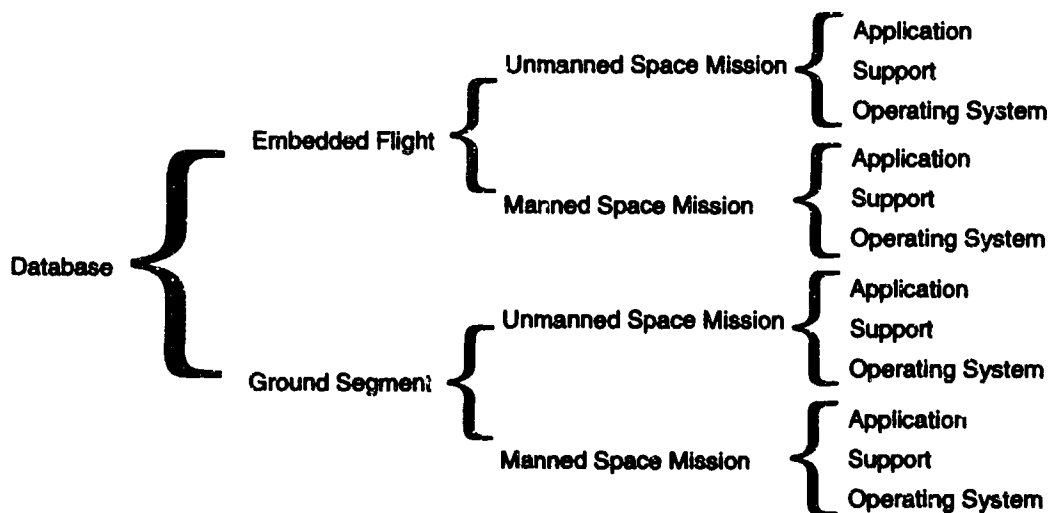 Application
Unmanned Space Mission
Support
Operating System
Embedded Flight
Application
Manned Space Mission
Support
Operating System
Database
Application
Unmanned Space Mission
Support
Operating System
Ground Segment
Application
Manned Space Mission
Support
Operating System